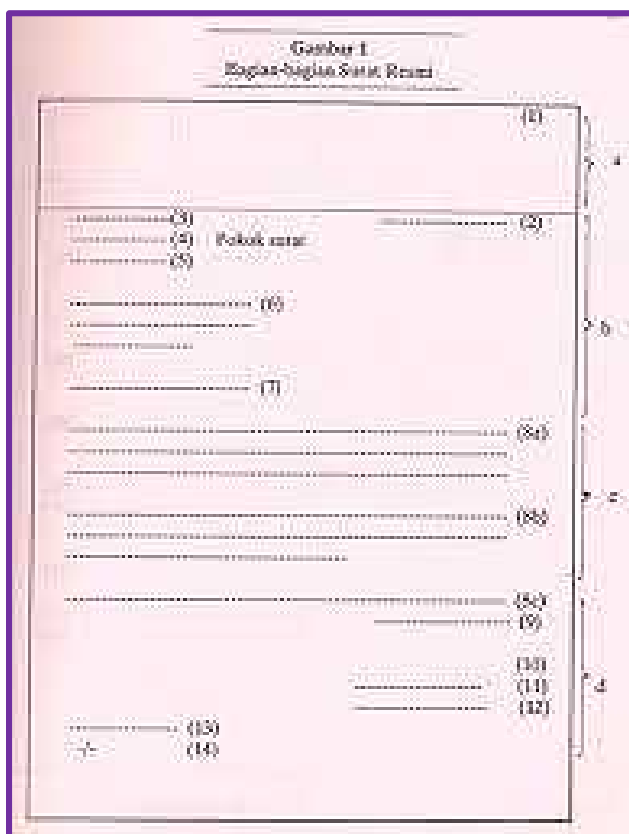 Gambar 1
Bagian-bagian Surat Resmi
(1)
a
(3) (2)
(4) Pokok surat
(5)
(6)
b
(7)
(8a)
c
(8b)
(8c)
(9)
(10)
(11)
d
(12)
(13)
-/- (14)